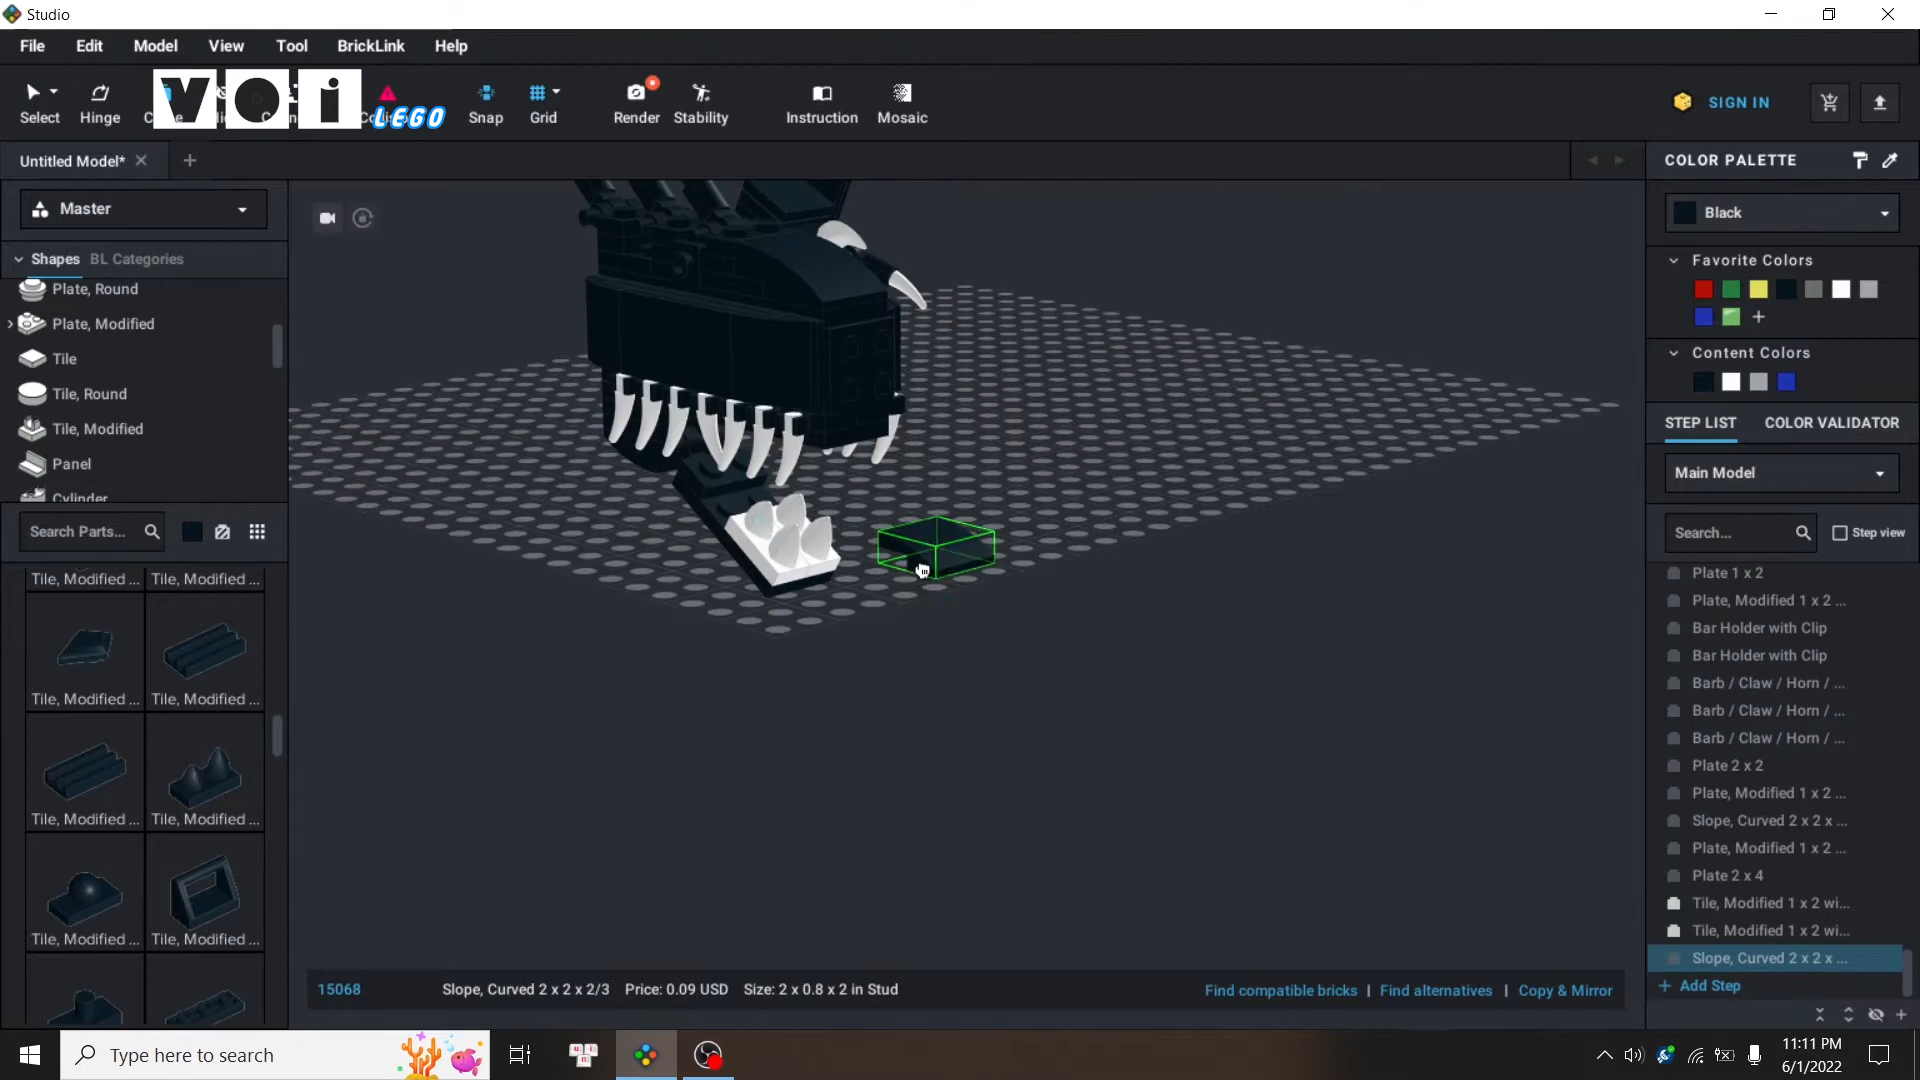 Studio
File Edit Model View Tool BrickLink Help
Select Hinge Snap Grid Render Stability Instruction Mosaic SIGN IN
voi LEGO
Untitled Model* COLOR PALETTE
Master Black
Shapes BL Categories Favorite Colors
Plate, Round
Plate, Modified
Tile Content Colors
Tile, Round
Tile, Modified STEP LIST COLOR VALIDATOR
Panel Main Model
Cylinder
Search Parts... Search... Step view
Tile, Modified ... Tile, Modified ...
Tile, Modified ... Tile, Modified ...
Tile, Modified ... Tile, Modified ...
Tile, Modified ... Tile, Modified ...
Plate 1 x 2
Plate, Modified 1 x 2 ...
Bar Holder with Clip
Bar Holder with Clip
Barb / Claw / Horn / ...
Barb / Claw / Horn / ...
Barb / Claw / Horn / ...
Plate 2 x 2
Plate, Modified 1 x 2 ...
Slope, Curved 2 x 2 x ...
Plate, Modified 1 x 2 ...
Plate 2 x 4
Tile, Modified 1 x 2 wi...
Tile, Modified 1 x 2 wi...
Slope, Curved 2 x 2 x ...
+ Add Step
15068 Slope, Curved 2 x 2 x 2/3 Price: 0.09 USD Size: 2 x 0.8 x 2 in Stud Find compatible bricks | Find alternatives | Copy & Mirror
Type here to search
11:11 PM
6/1/2022